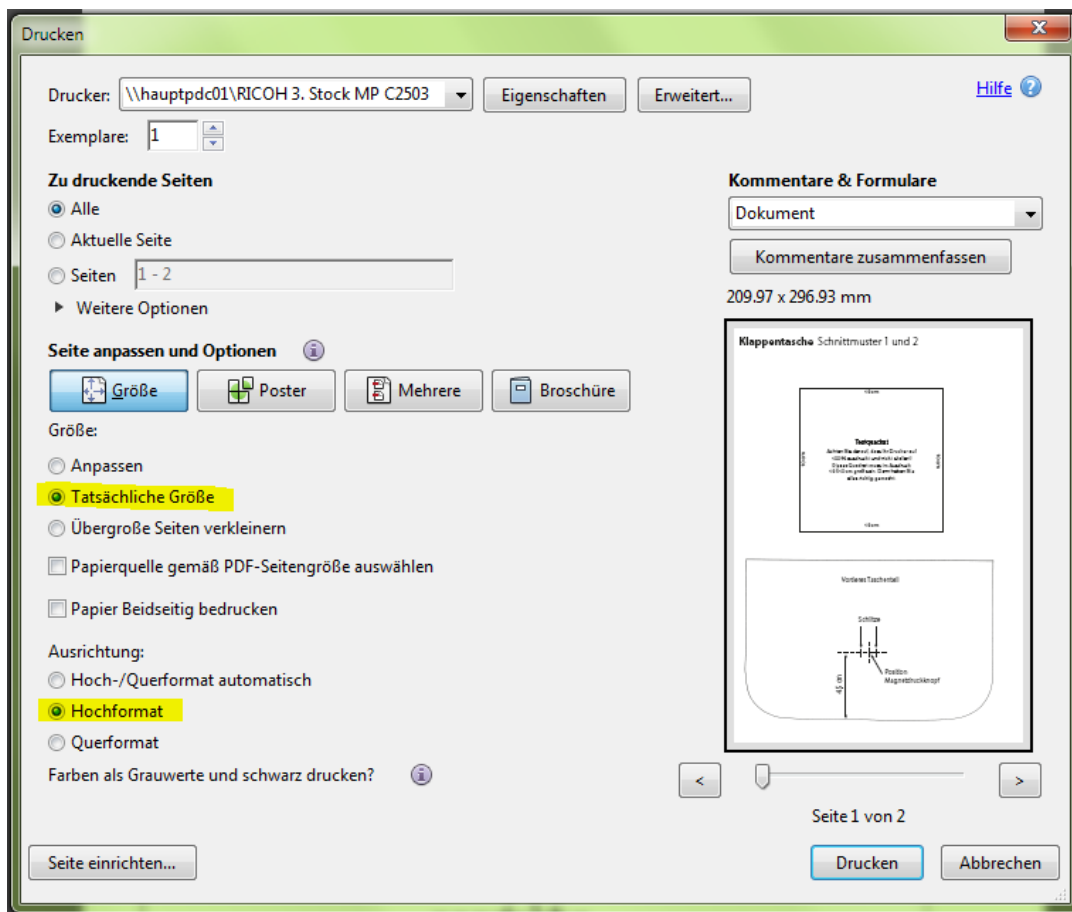 Drucken
Drucker: \\hauptpdc01\RICOH 3. Stock MP C2503 Eigenschaften Erweitert... Hilfe
Exemplare: 1
Zu druckende Seiten
Alle
Aktuelle Seite
Seiten 1 - 2
Weitere Optionen
Kommentare & Formulare
Dokument
Kommentare zusammenfassen
209.97 x 296.93 mm
Seite anpassen und Optionen
Größe Poster Mehrere Broschüre
Größe:
Anpassen
Tatsächliche Größe
Übergroße Seiten verkleinern
Papierquelle gemäß PDF-Seitengröße auswählen
Papier Beidseitig bedrucken
Ausrichtung:
Hoch-/Querformat automatisch
Hochformat
Querformat
Farben als Grauwerte und schwarz drucken?
Klappentasche Schnittmuster 1 und 2
Testquadrat
Vorderes Taschenteil
Schlitze
Position
Magnetdruckknopf
< >
Seite 1 von 2
Seite einrichten... Drucken Abbrechen